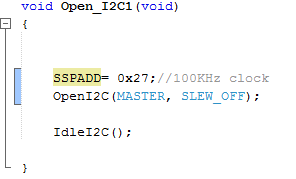 void Open_I2C1(void)
{
SSPADD= 0x27;//100KHz clock
OpenI2C(MASTER, SLEW_OFF);
IdleI2C();
}